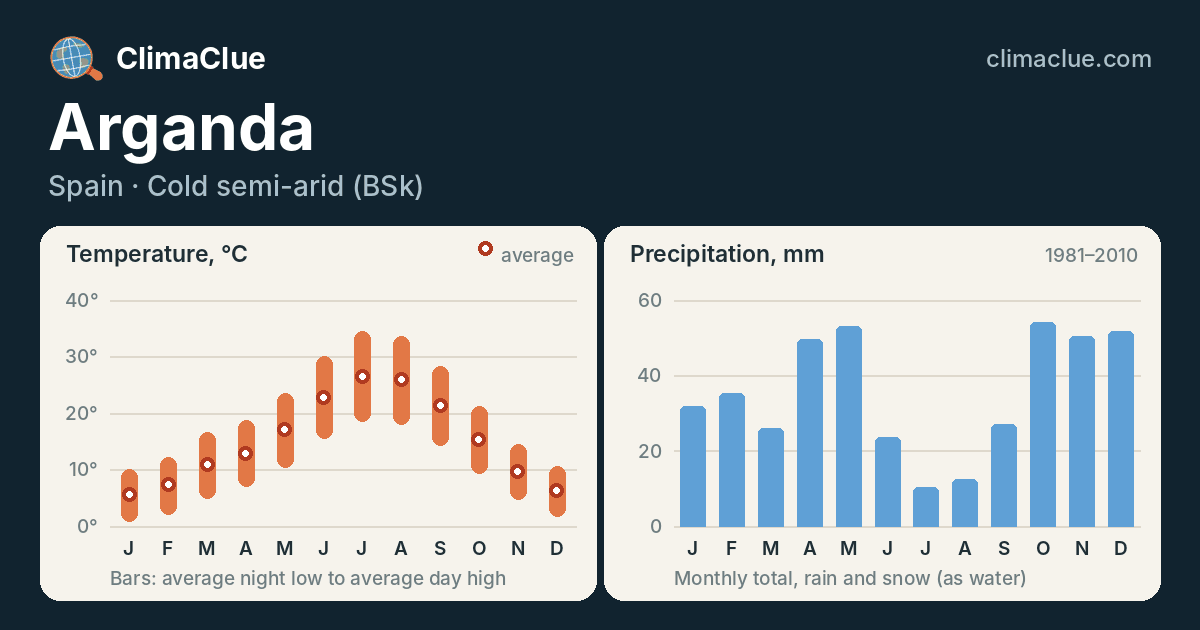 ClimaClue
climaclue.com
Arganda
Spain · Cold semi-arid (BSk)
Temperature, °C
average
40°
30°
20°
10°
0°
J F M A M J J A S O N D
Bars: average night low to average day high
Precipitation, mm
1981–2010
60
40
20
0
J F M A M J J A S O N D
Monthly total, rain and snow (as water)